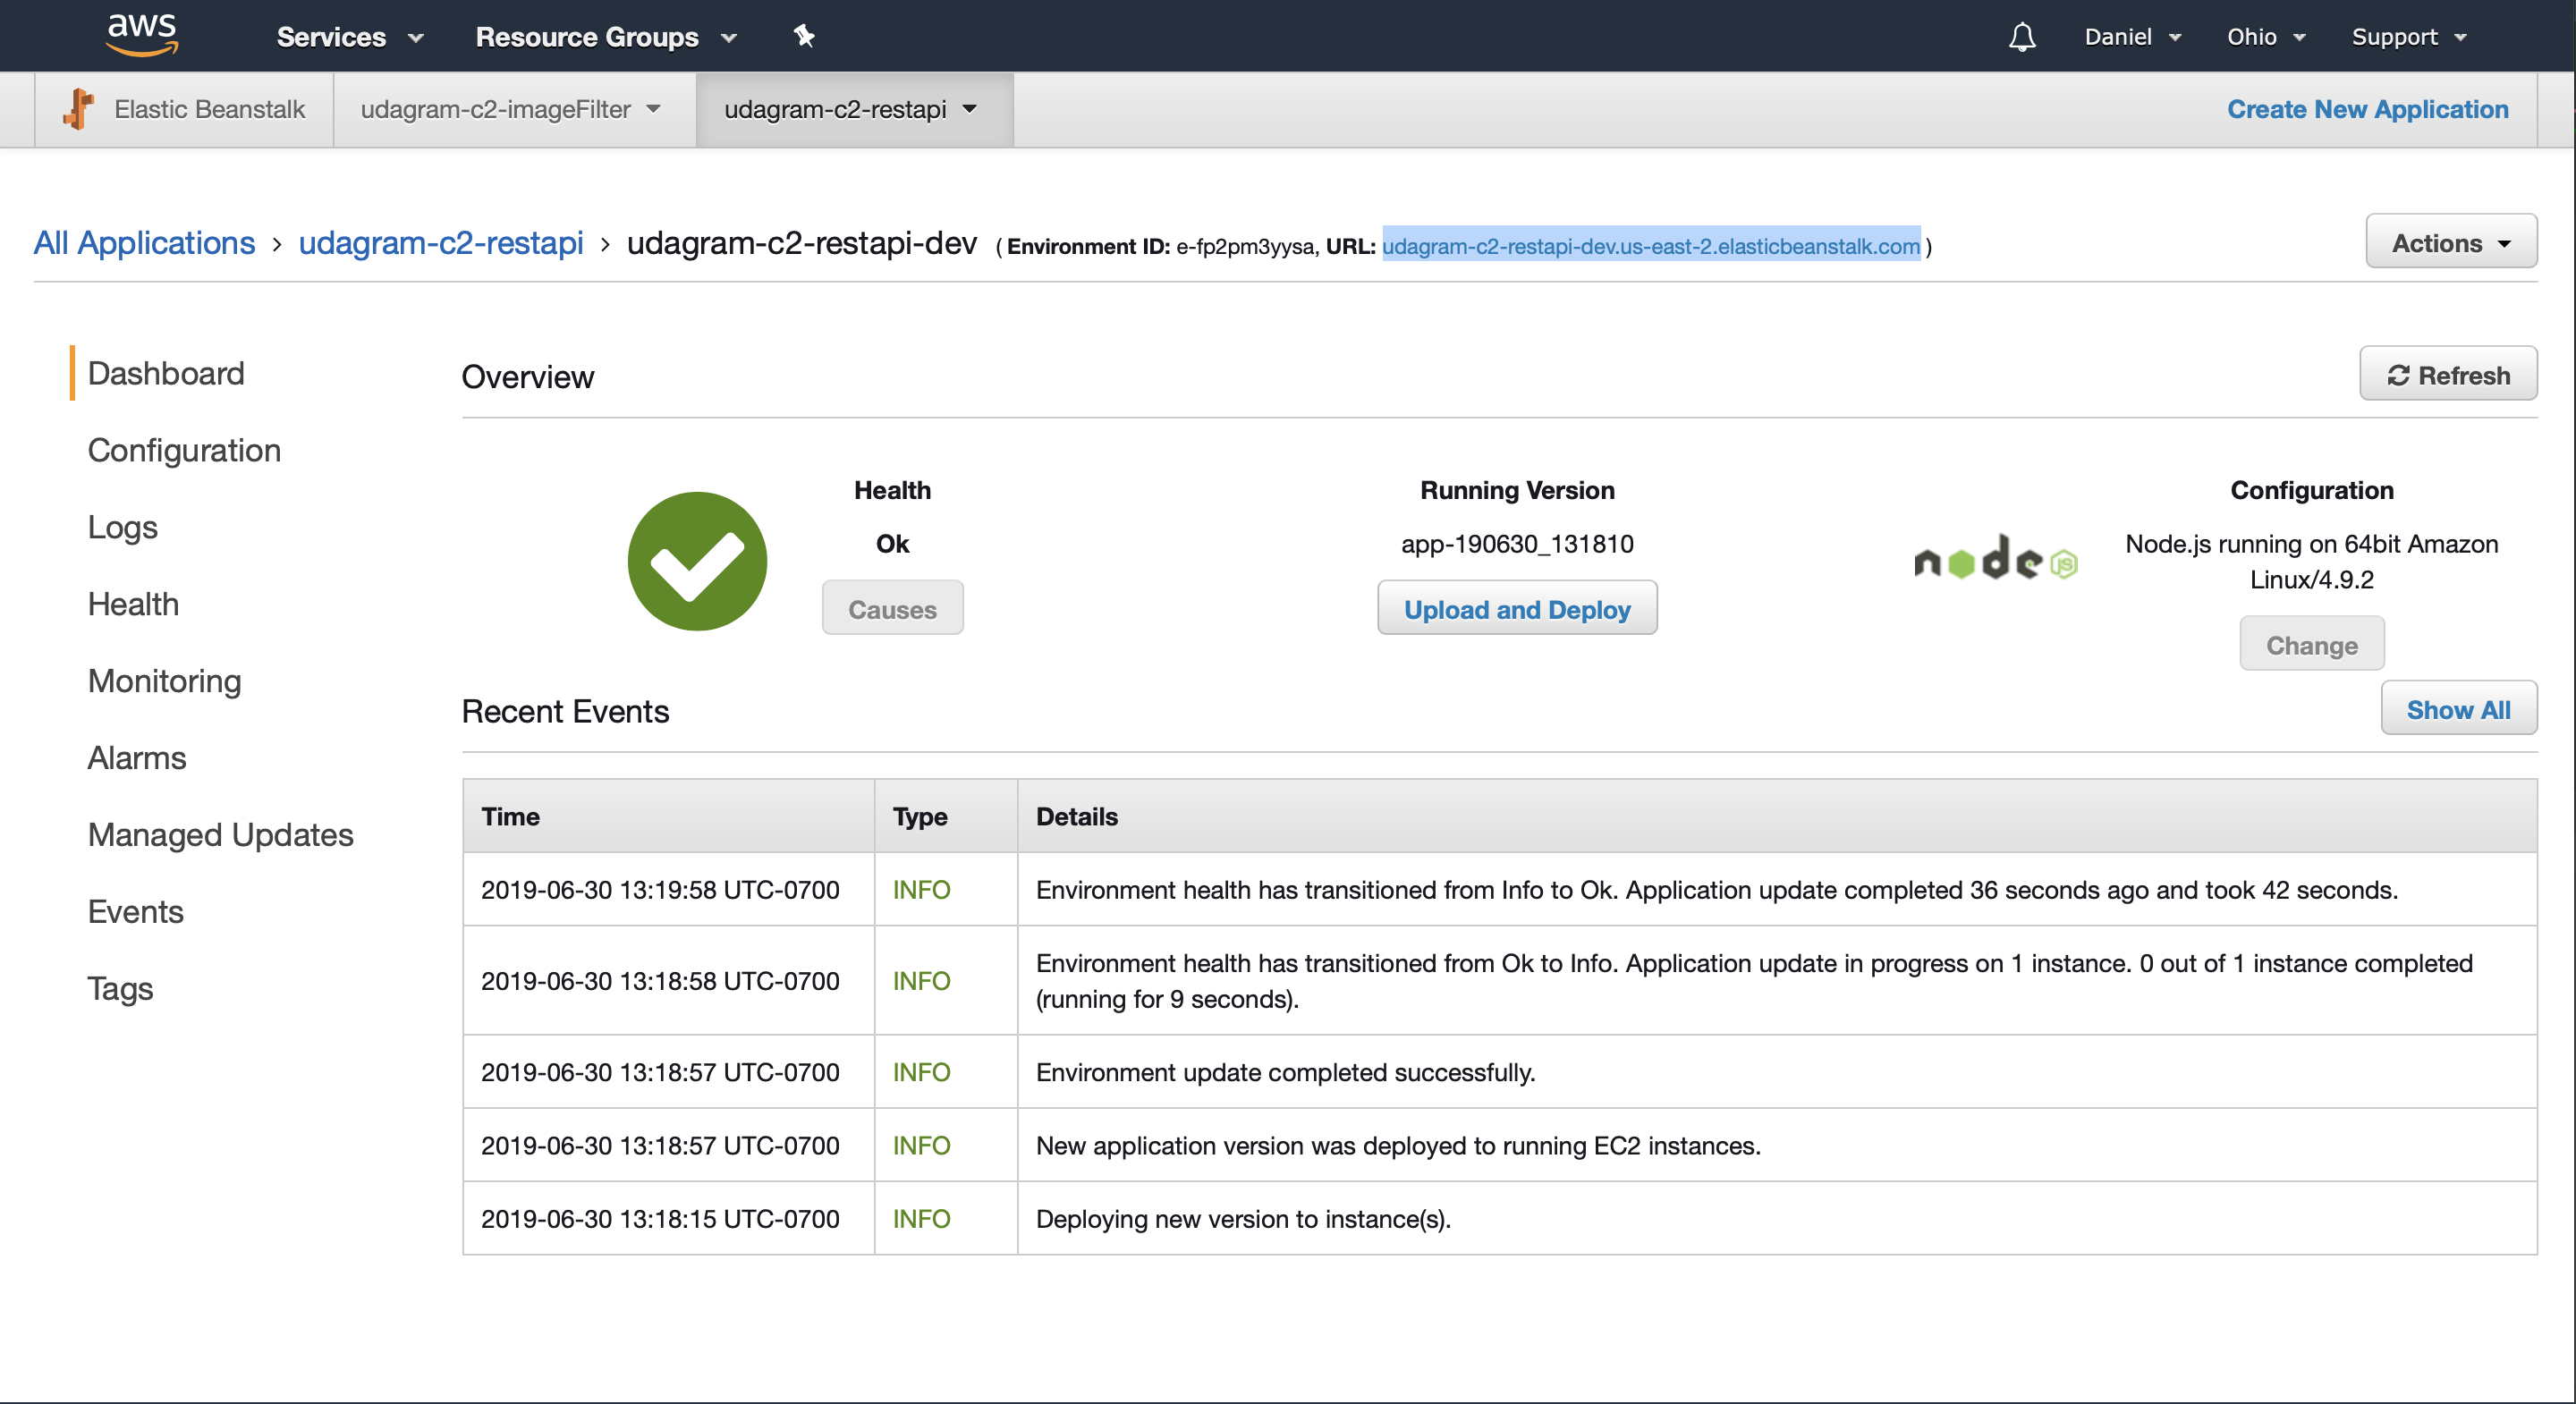 aws Services Resource Groups Daniel Ohio Support
Elastic Beanstalk udagram-c2-imageFilter udagram-c2-restapi Create New Application
All Applications › udagram-c2-restapi › udagram-c2-restapi-dev ( Environment ID: e-fp2pm3yysa, URL: udagram-c2-restapi-dev.us-east-2.elasticbeanstalk.com ) Actions
Dashboard
Configuration
Logs
Health
Monitoring
Alarms
Managed Updates
Events
Tags
Overview Refresh
Health
Ok
Causes
Running Version
app-190630_131810
Upload and Deploy
node JS
Configuration
Node.js running on 64bit Amazon
Linux/4.9.2
Change
Recent Events Show All
Time Type Details
2019-06-30 13:19:58 UTC-0700 INFO Environment health has transitioned from Info to Ok. Application update completed 36 seconds ago and took 42 seconds.
2019-06-30 13:18:58 UTC-0700 INFO Environment health has transitioned from Ok to Info. Application update in progress on 1 instance. 0 out of 1 instance completed
(running for 9 seconds).
2019-06-30 13:18:57 UTC-0700 INFO Environment update completed successfully.
2019-06-30 13:18:57 UTC-0700 INFO New application version was deployed to running EC2 instances.
2019-06-30 13:18:15 UTC-0700 INFO Deploying new version to instance(s).